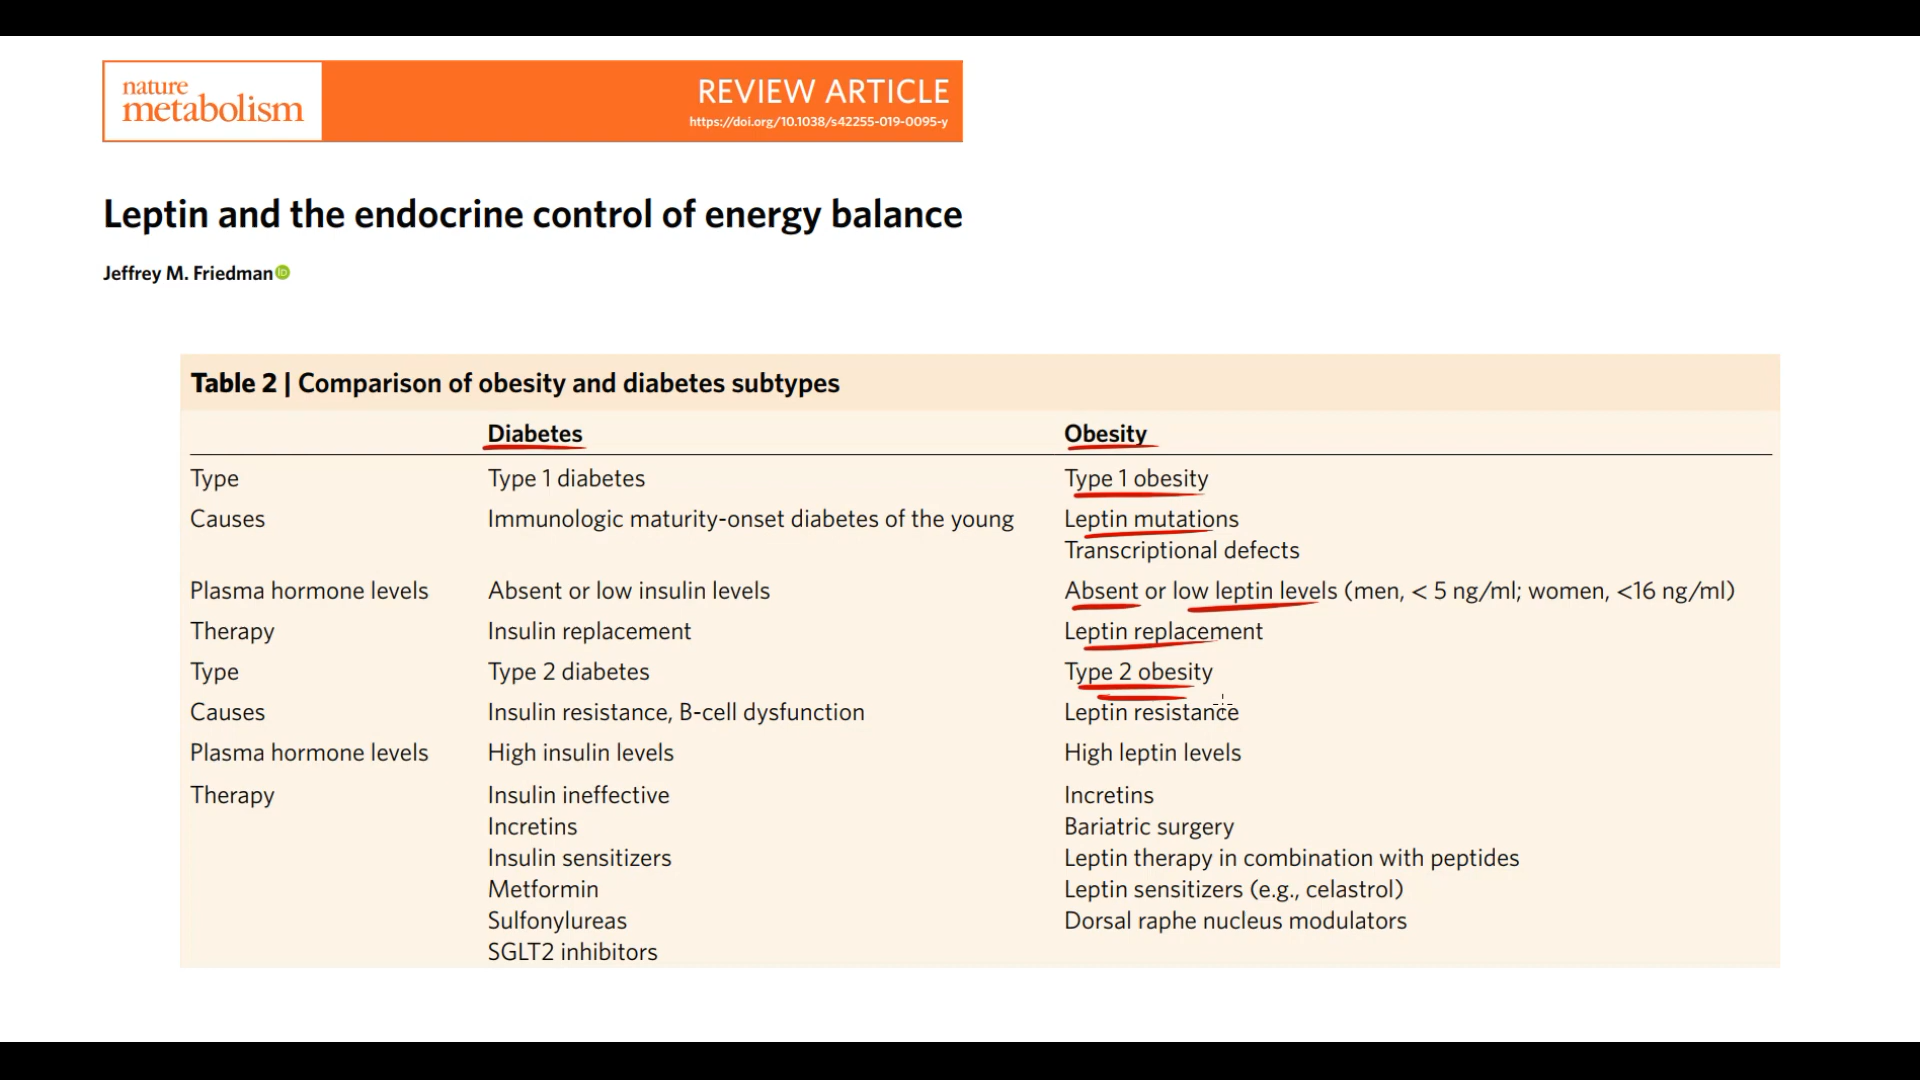 nature
metabolism
REVIEW ARTICLE
https://doi.org/10.1038/s42255-019-0095-y
Leptin and the endocrine control of energy balance
Jeffrey M. Friedman
Table 2 | Comparison of obesity and diabetes subtypes
Diabetes Obesity
Type Type 1 diabetes Type 1 obesity
Causes Immunologic maturity-onset diabetes of the young Leptin mutations
Transcriptional defects
Plasma hormone levels Absent or low insulin levels Absent or low leptin levels (men, < 5 ng/ml; women, <16 ng/ml)
Therapy Insulin replacement Leptin replacement
Type Type 2 diabetes Type 2 obesity
Causes Insulin resistance, B-cell dysfunction Leptin resistance
Plasma hormone levels High insulin levels High leptin levels
Therapy Insulin ineffective Incretins
Incretins Bariatric surgery
Insulin sensitizers Leptin therapy in combination with peptides
Metformin Leptin sensitizers (e.g., celastrol)
Sulfonylureas Dorsal raphe nucleus modulators
SGLT2 inhibitors